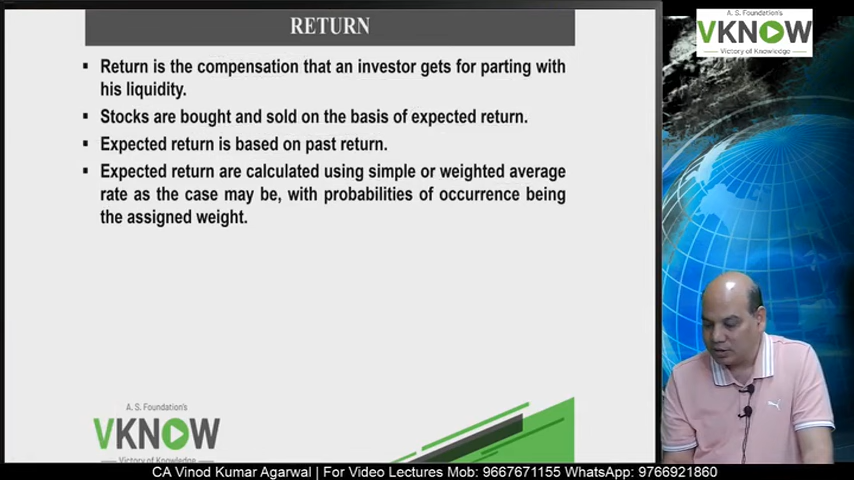 RETURN
A. S. Foundation's
VKNOW
Victory of Knowledge
▪ Return is the compensation that an investor gets for parting with
his liquidity.
▪ Stocks are bought and sold on the basis of expected return.
▪ Expected return is based on past return.
▪ Expected return are calculated using simple or weighted average
rate as the case may be, with probabilities of occurrence being
the assigned weight.
A. S. Foundation's
VKNOW
Victory of Knowledge
CA Vinod Kumar Agarwal | For Video Lectures Mob: 9667671155 WhatsApp: 9766921860